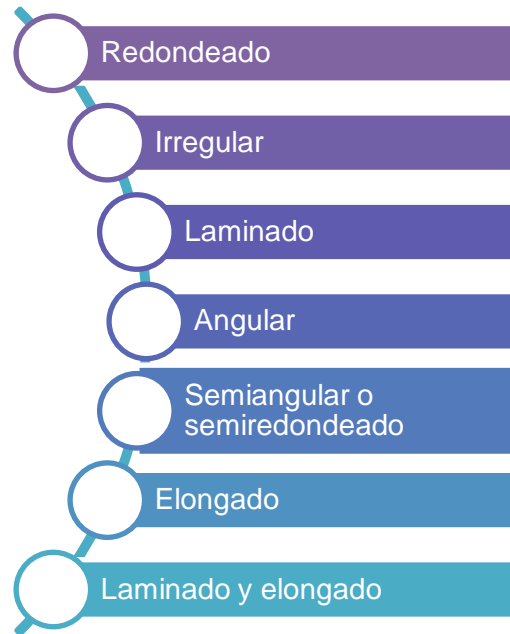 Redondeado
Irregular
Laminado
Angular
Semiangular o
semiredondeado
Elongado
Laminado y elongado